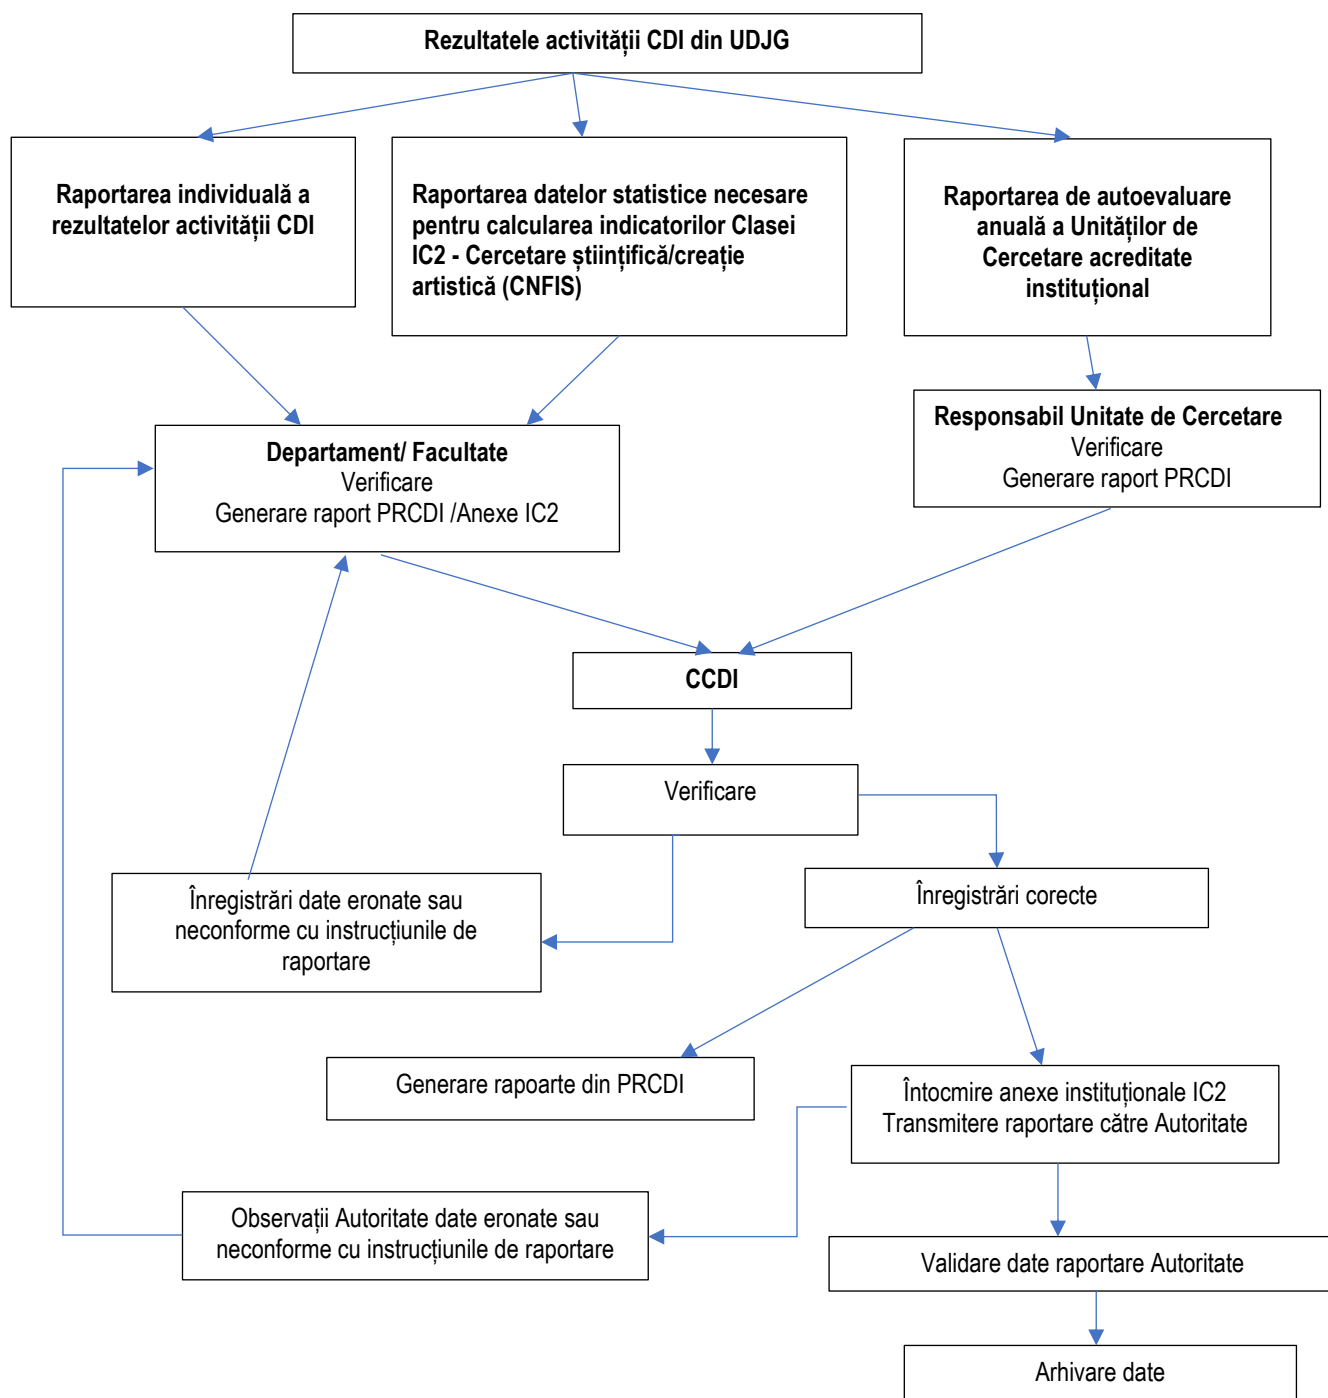 Rezultatele activității CDI din UDJG
Raportarea individuală a
rezultatelor activității CDI
Raportarea datelor statistice necesare
pentru calcularea indicatorilor Clasei
IC2 - Cercetare științifică/creație
artistică (CNFIS)
Raportarea de autoevaluare
anuală a Unităților de
Cercetare acreditate
instituțional
Responsabil Unitate de Cercetare
Verificare
Generare raport PRCDI
Departament/ Facultate
Verificare
Generare raport PRCDI /Anexe IC2
CCDI
Verificare
Înregistrări date eronate sau
neconforme cu instrucțiunile de
raportare
Înregistrări corecte
Generare rapoarte din PRCDI
Întocmire anexe instituționale IC2
Transmitere raportare către Autoritate
Observații Autoritate date eronate sau
neconforme cu instrucțiunile de raportare
Validare date raportare Autoritate
Arhivare date